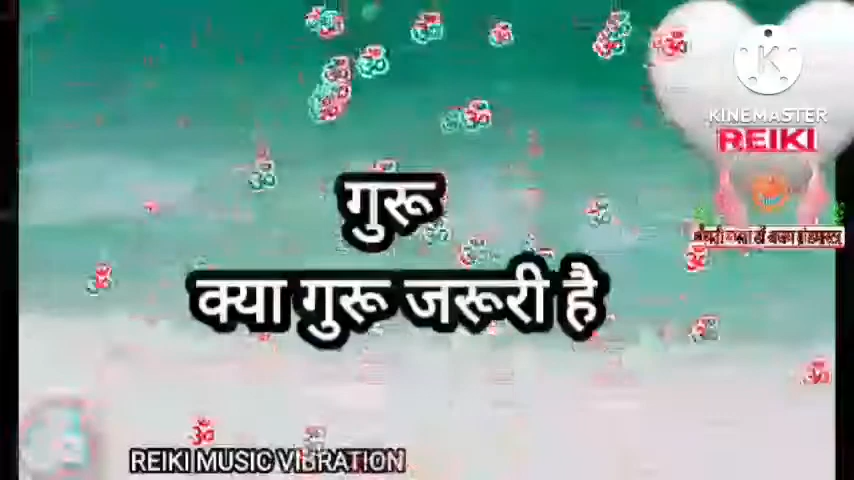 KINEMASTER
REIKI
गुरू
क्या गुरू जरूरी है
REIKI MUSIC VIBRATION